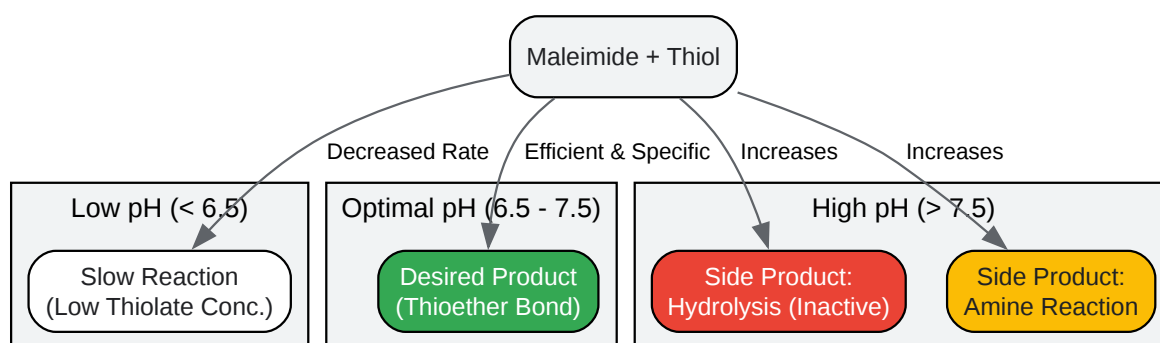 Maleimide + Thiol
Decreased Rate
Efficient & Specific
Increases
Increases
Low pH (< 6.5)
Optimal pH (6.5 - 7.5)
High pH (> 7.5)
Slow Reaction
(Low Thiolate Conc.)
Desired Product
(Thioether Bond)
Side Product:
Hydrolysis (Inactive)
Side Product:
Amine Reaction